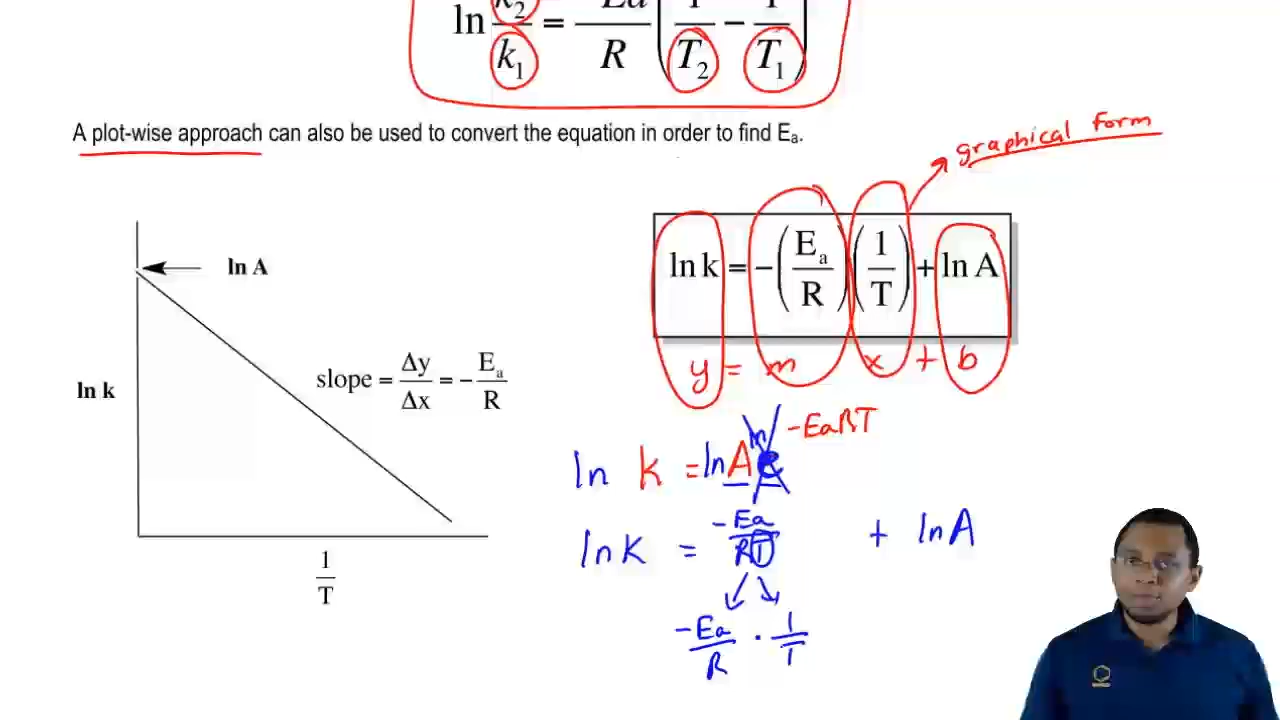 ln k2/k1 = -Ea/R (1/T2 − 1/T1)
A plot-wise approach can also be used to convert the equation in order to find Ea.
graphical form
ln k = −(Ea/R)(1/T) + ln A
y = m x + b
ln A
slope = Δy/Δx = − Ea/R
ln k
1/T
ln k = ln A ln e -EaRT
ln K = -Ea/RT + ln A
-Ea/R · 1/T